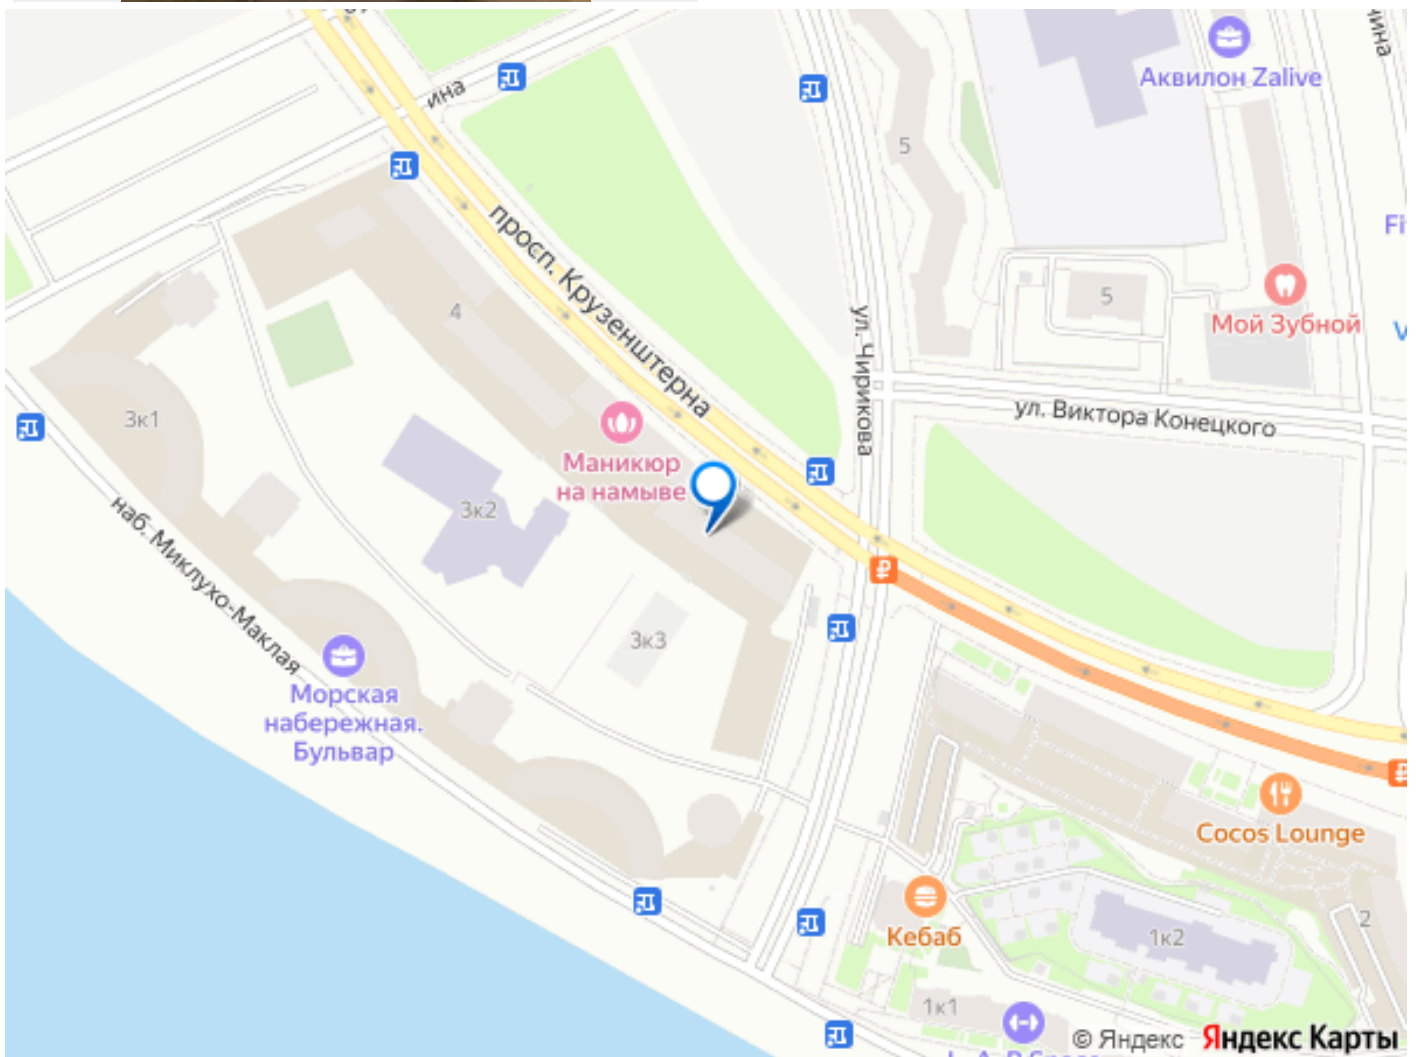 Аквилон Zalive
ина
5
просп. Крузенштерна
5
Мой Зубной
4
ул. Чирикова
ул. Виктора Конецкого
3к1
Маникюр
на намыве
3к2
наб. Миклухо-Маклая
3к3
Морская
набережная.
Бульвар
Cocos Lounge
Кебаб
2
1к2
1к1
© Яндекс Яндекс Карты